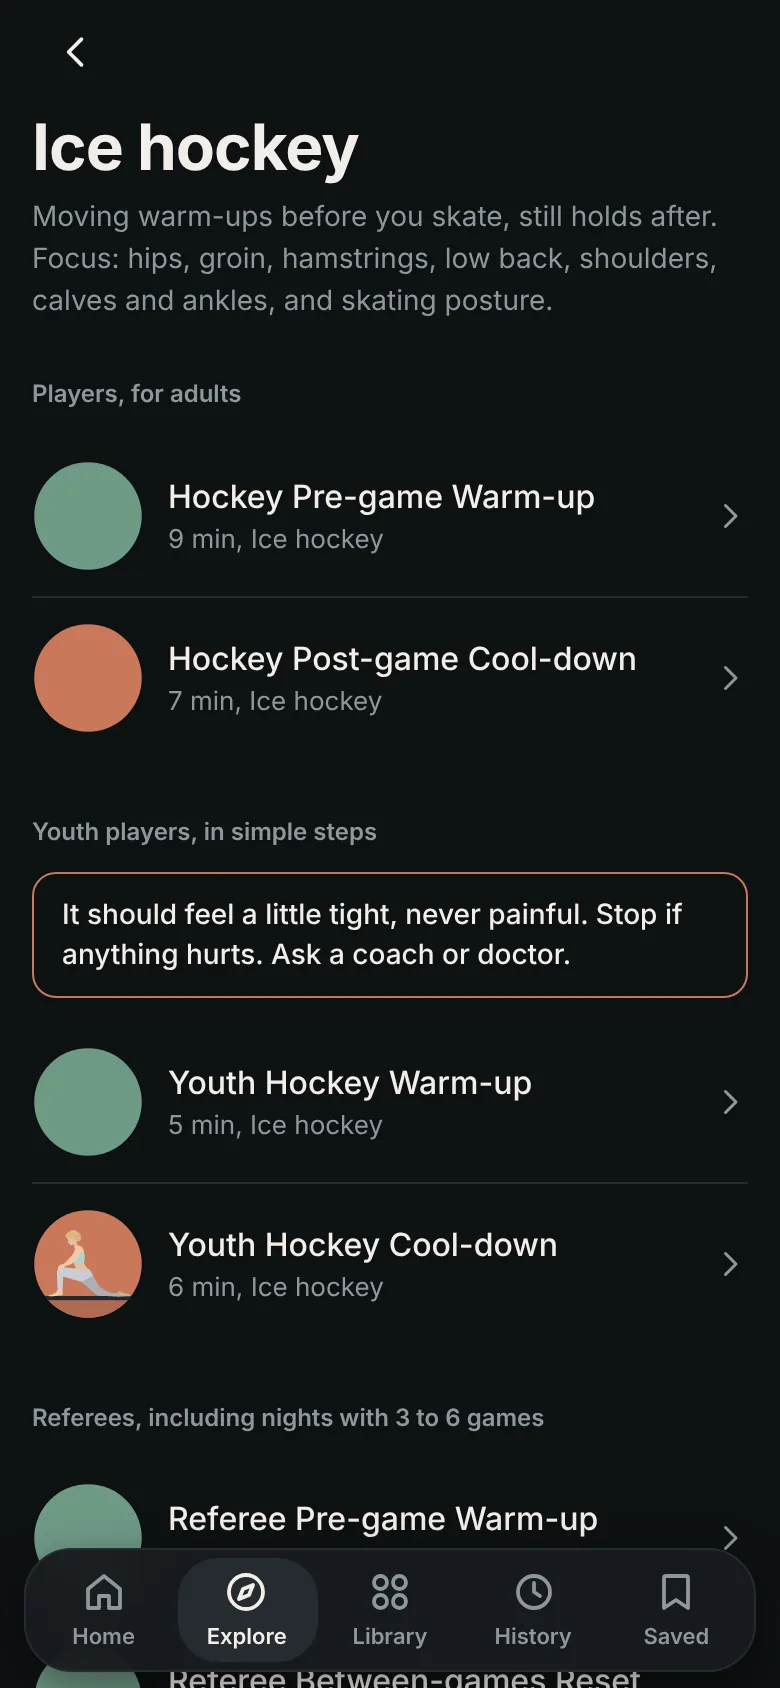 Ice hockey
Moving warm-ups before you skate, still holds after.
Focus: hips, groin, hamstrings, low back, shoulders,
calves and ankles, and skating posture.
Players, for adults
Hockey Pre-game Warm-up
9 min, Ice hockey
Hockey Post-game Cool-down
7 min, Ice hockey
Youth players, in simple steps
It should feel a little tight, never painful. Stop if
anything hurts. Ask a coach or doctor.
Youth Hockey Warm-up
5 min, Ice hockey
Youth Hockey Cool-down
6 min, Ice hockey
Referees, including nights with 3 to 6 games
Referee Pre-game Warm-up
Home
Explore
Library
History
Saved
Referee Between-games Reset